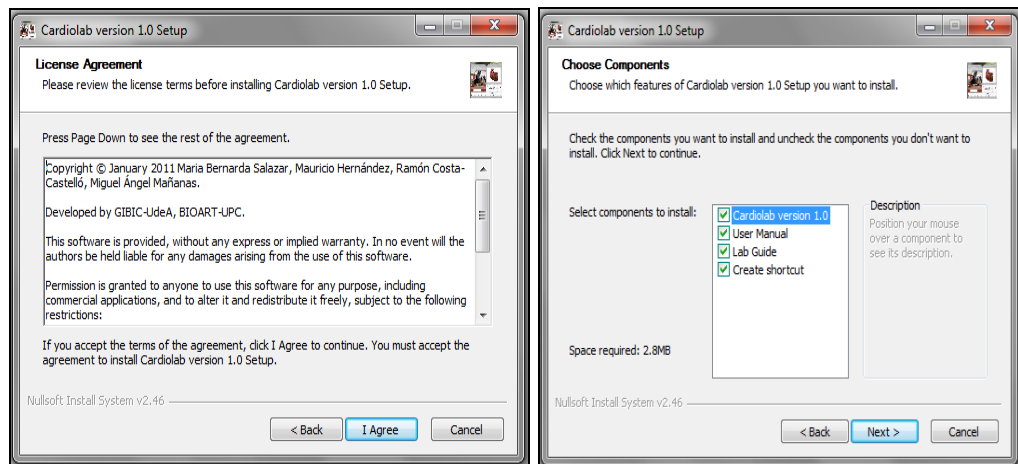 Cardiolab version 1.0 Setup
License Agreement
Please review the license terms before installing Cardiolab version 1.0 Setup.
Press Page Down to see the rest of the agreement.
Copyright © January 2011 Maria Bernarda Salazar, Mauricio Hernández, Ramón Costa-
Castelló, Miguel Ángel Mañanas.
Developed by GIBIC-UdeA, BIOART-UPC.
This software is provided, without any express or implied warranty. In no event will the
authors be held liable for any damages arising from the use of this software.
Permission is granted to anyone to use this software for any purpose, including
commercial applications, and to alter it and redistribute it freely, subject to the following
restrictions:
If you accept the terms of the agreement, click I Agree to continue. You must accept the
agreement to install Cardiolab version 1.0 Setup.
Nullsoft Install System v2.46
< Back I Agree Cancel
Cardiolab version 1.0 Setup
Choose Components
Choose which features of Cardiolab version 1.0 Setup you want to install.
Check the components you want to install and uncheck the components you don't want to
install. Click Next to continue.
Select components to install:
Cardiolab version 1.0
User Manual
Lab Guide
Create shortcut
Description
Position your mouse
over a component to
see its description.
Space required: 2.8MB
Nullsoft Install System v2.46
< Back Next > Cancel